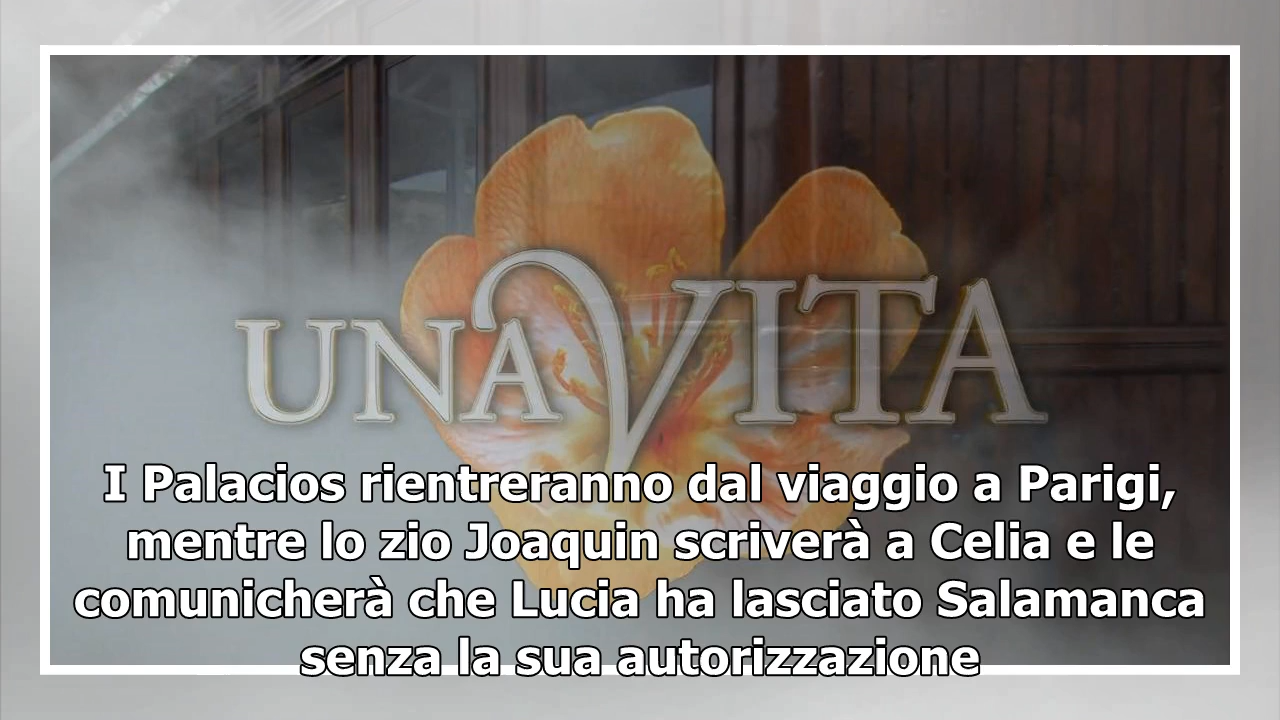 UNA VITA
I Palacios rientreranno dal viaggio a Parigi,
mentre lo zio Joaquin scriverà a Celia e le
comunicherà che Lucia ha lasciato Salamanca
senza la sua autorizzazione